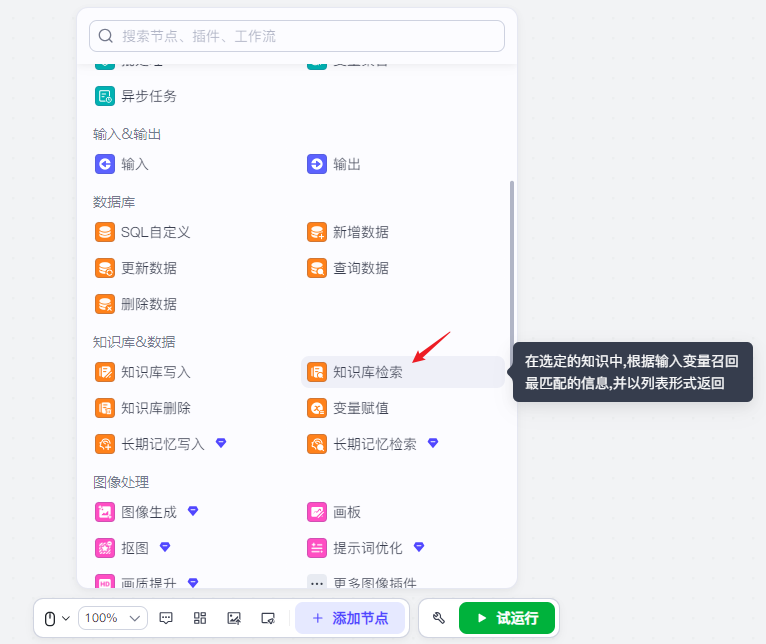 搜索节点、插件、工作流
异步任务
输入&输出
输入
输出
数据库
SQL自定义
新增数据
更新数据
查询数据
删除数据
知识库&数据
知识库写入
知识库检索
在选定的知识中,根据输入变量召回
最匹配的信息,并以列表形式返回
知识库删除
变量赋值
长期记忆写入
长期记忆检索
图像处理
图像生成
画板
抠图
提示词优化
HD
画质提升
更多图像插件
100%
添加节点
试运行